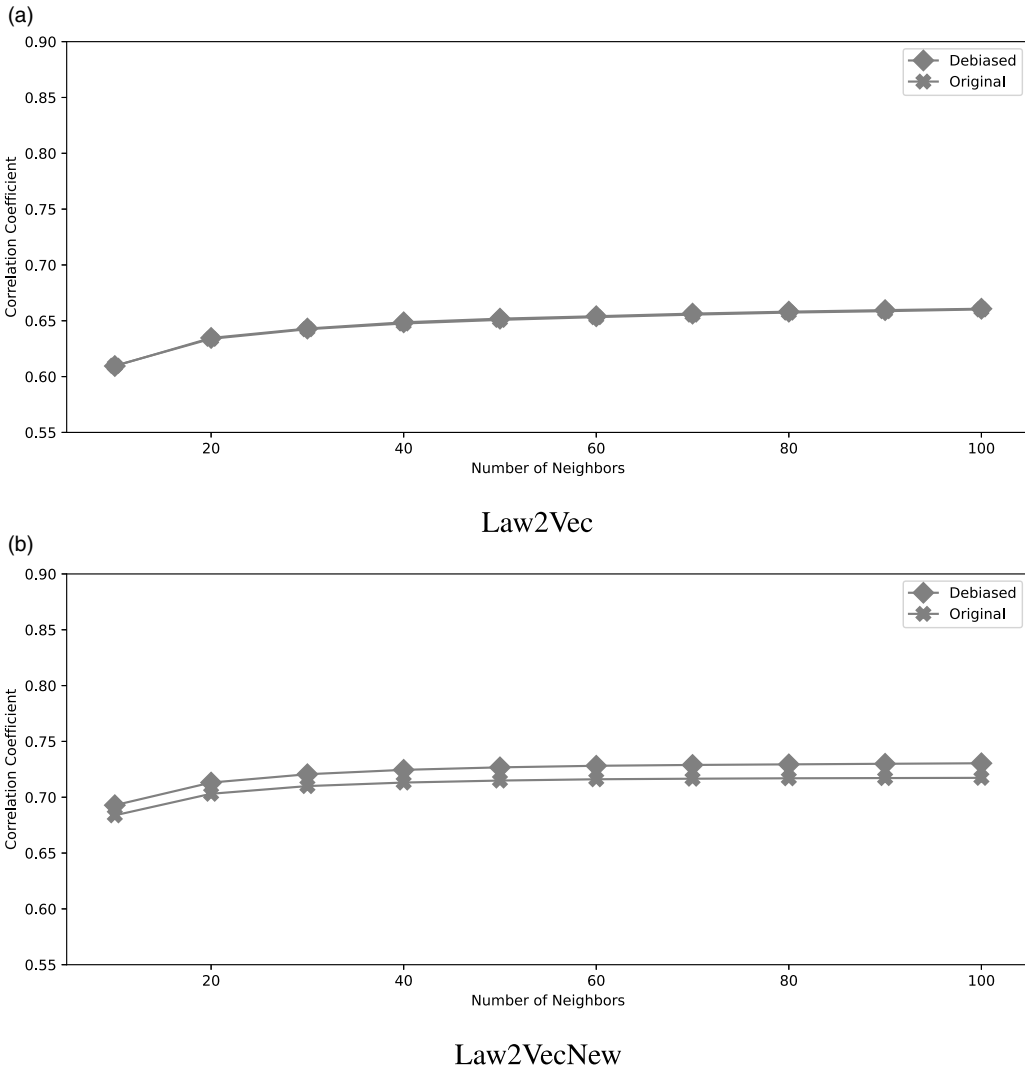 (a)
0.90
0.85
0.80
0.75
0.70
0.65
0.60
0.55
Correlation Coefficient
Debiased
Original
20 40 60 80 100
Number of Neighbors
Law2Vec
(b)
0.90
0.85
0.80
0.75
0.70
0.65
0.60
0.55
Correlation Coefficient
Debiased
Original
20 40 60 80 100
Number of Neighbors
Law2VecNew